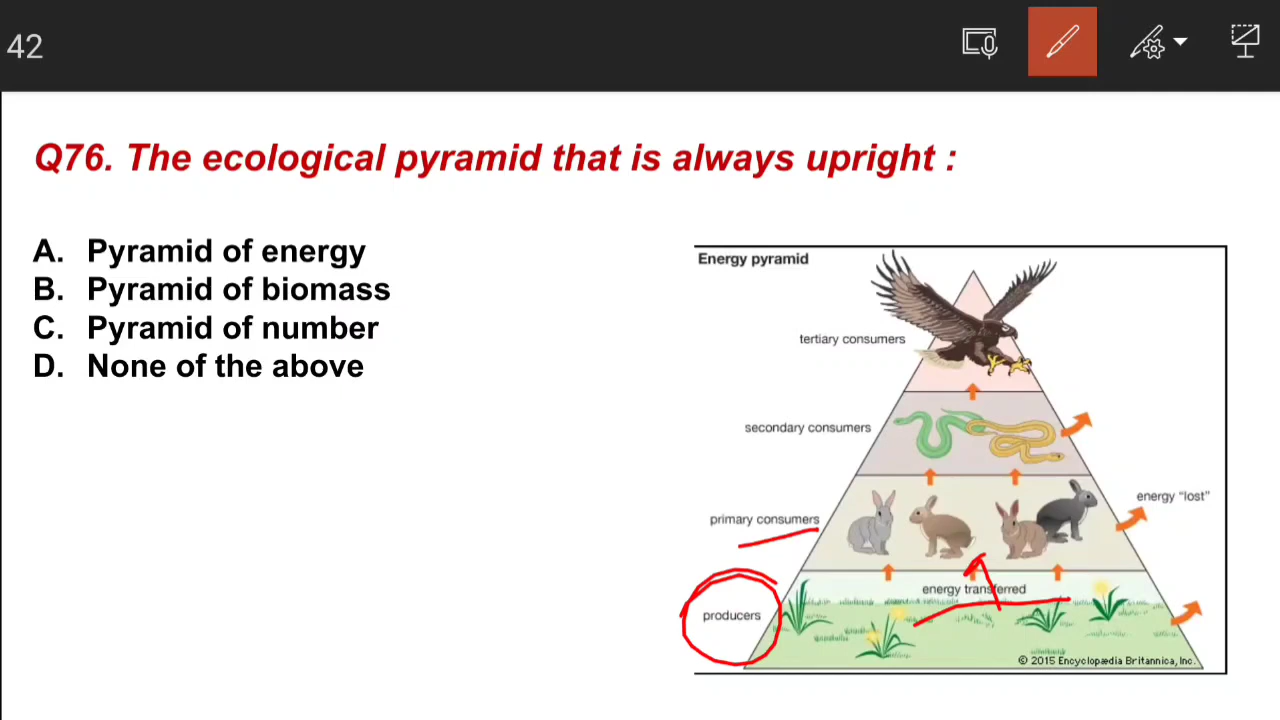 42
Q76. The ecological pyramid that is always upright :
A. Pyramid of energy
B. Pyramid of biomass
C. Pyramid of number
D. None of the above
Energy pyramid
tertiary consumers
secondary consumers
energy "lost"
primary consumers
energy transferred
producers
© 2015 Encyclopædia Britannica, Inc.